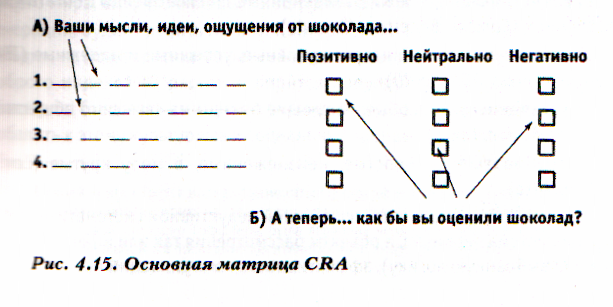 А) Ваши мысли, идеи, ощущения от шоколада...
Позитивно Нейтрально Негативно
1.
2.
3.
4.
Б) А теперь... как бы вы оценили шоколад?
Рис. 4.15. Основная матрица CRA